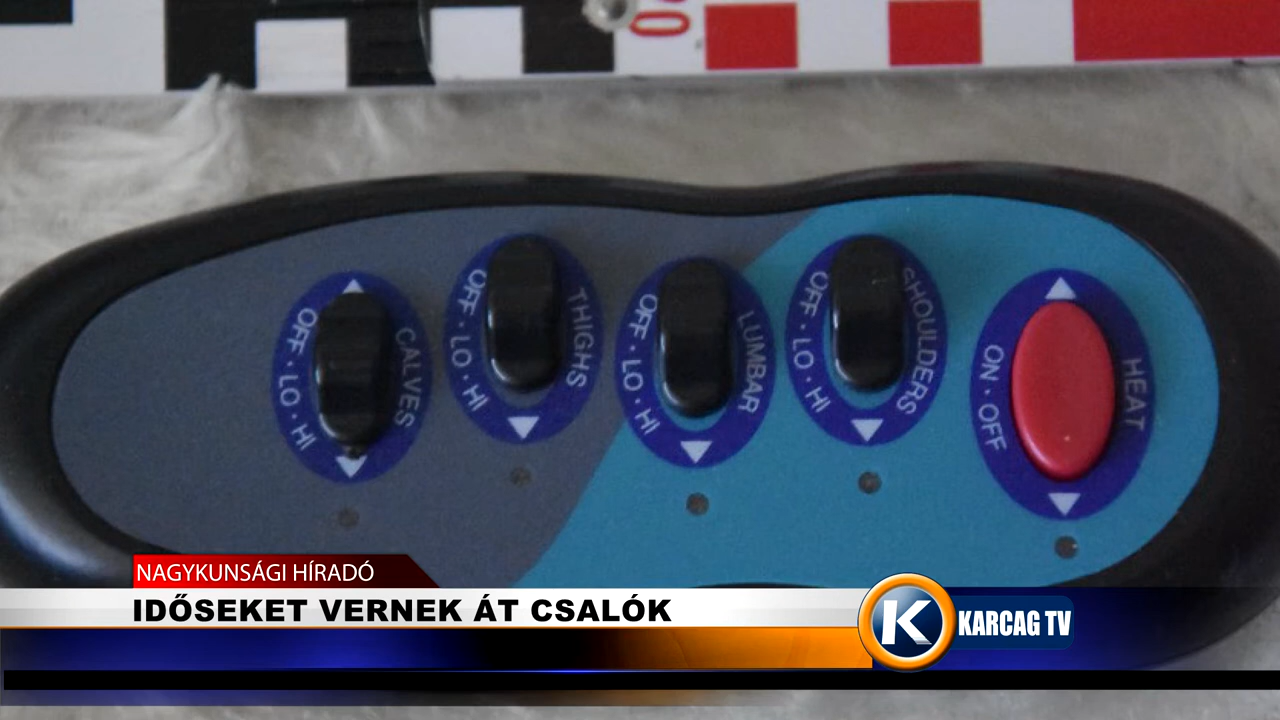 CALVES
OFF · LO · HI
THIGHS
OFF · LO · HI
LUMBAR
OFF · LO · HI
SHOULDERS
OFF · LO · HI
HEAT
ON · OFF
NAGYKUNSÁGI HÍRADÓ
IDŐSEKET VERNEK ÁT CSALÓK
K KARCAG TV